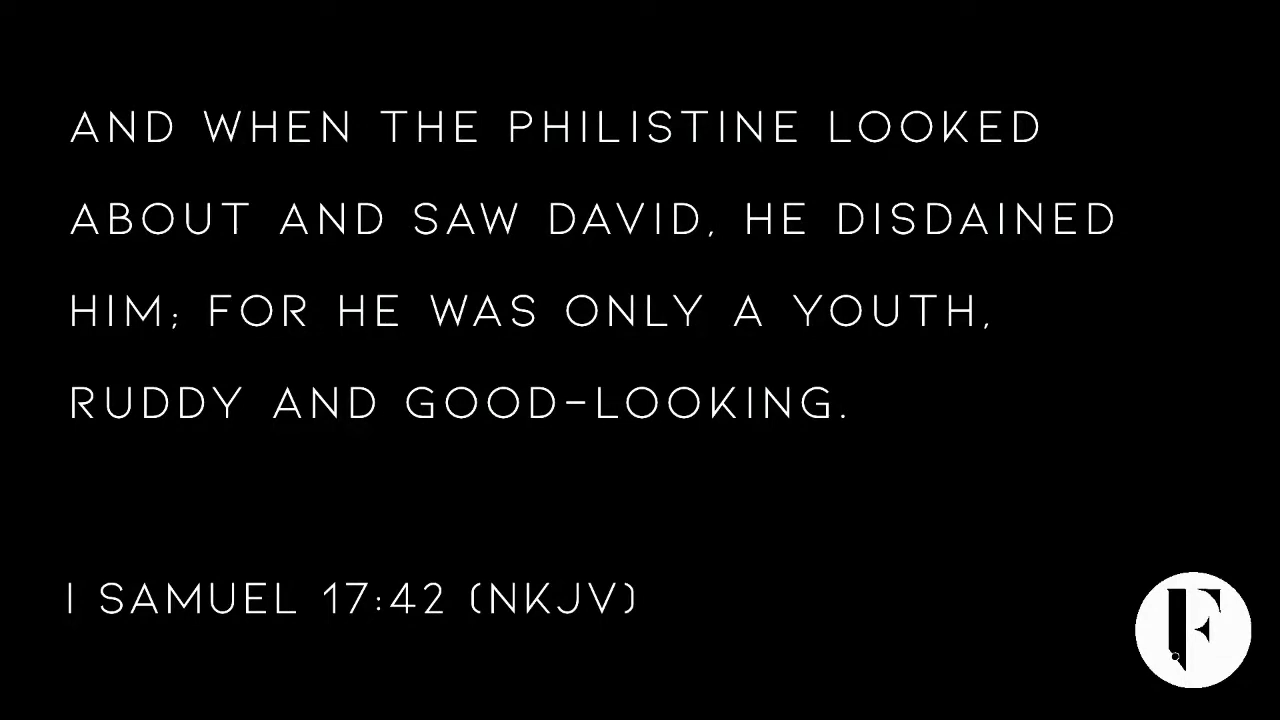 AND WHEN THE PHILISTINE LOOKED
ABOUT AND SAW DAVID, HE DISDAINED
HIM; FOR HE WAS ONLY A YOUTH,
RUDDY AND GOOD-LOOKING.
I SAMUEL 17:42 (NKJV)
F